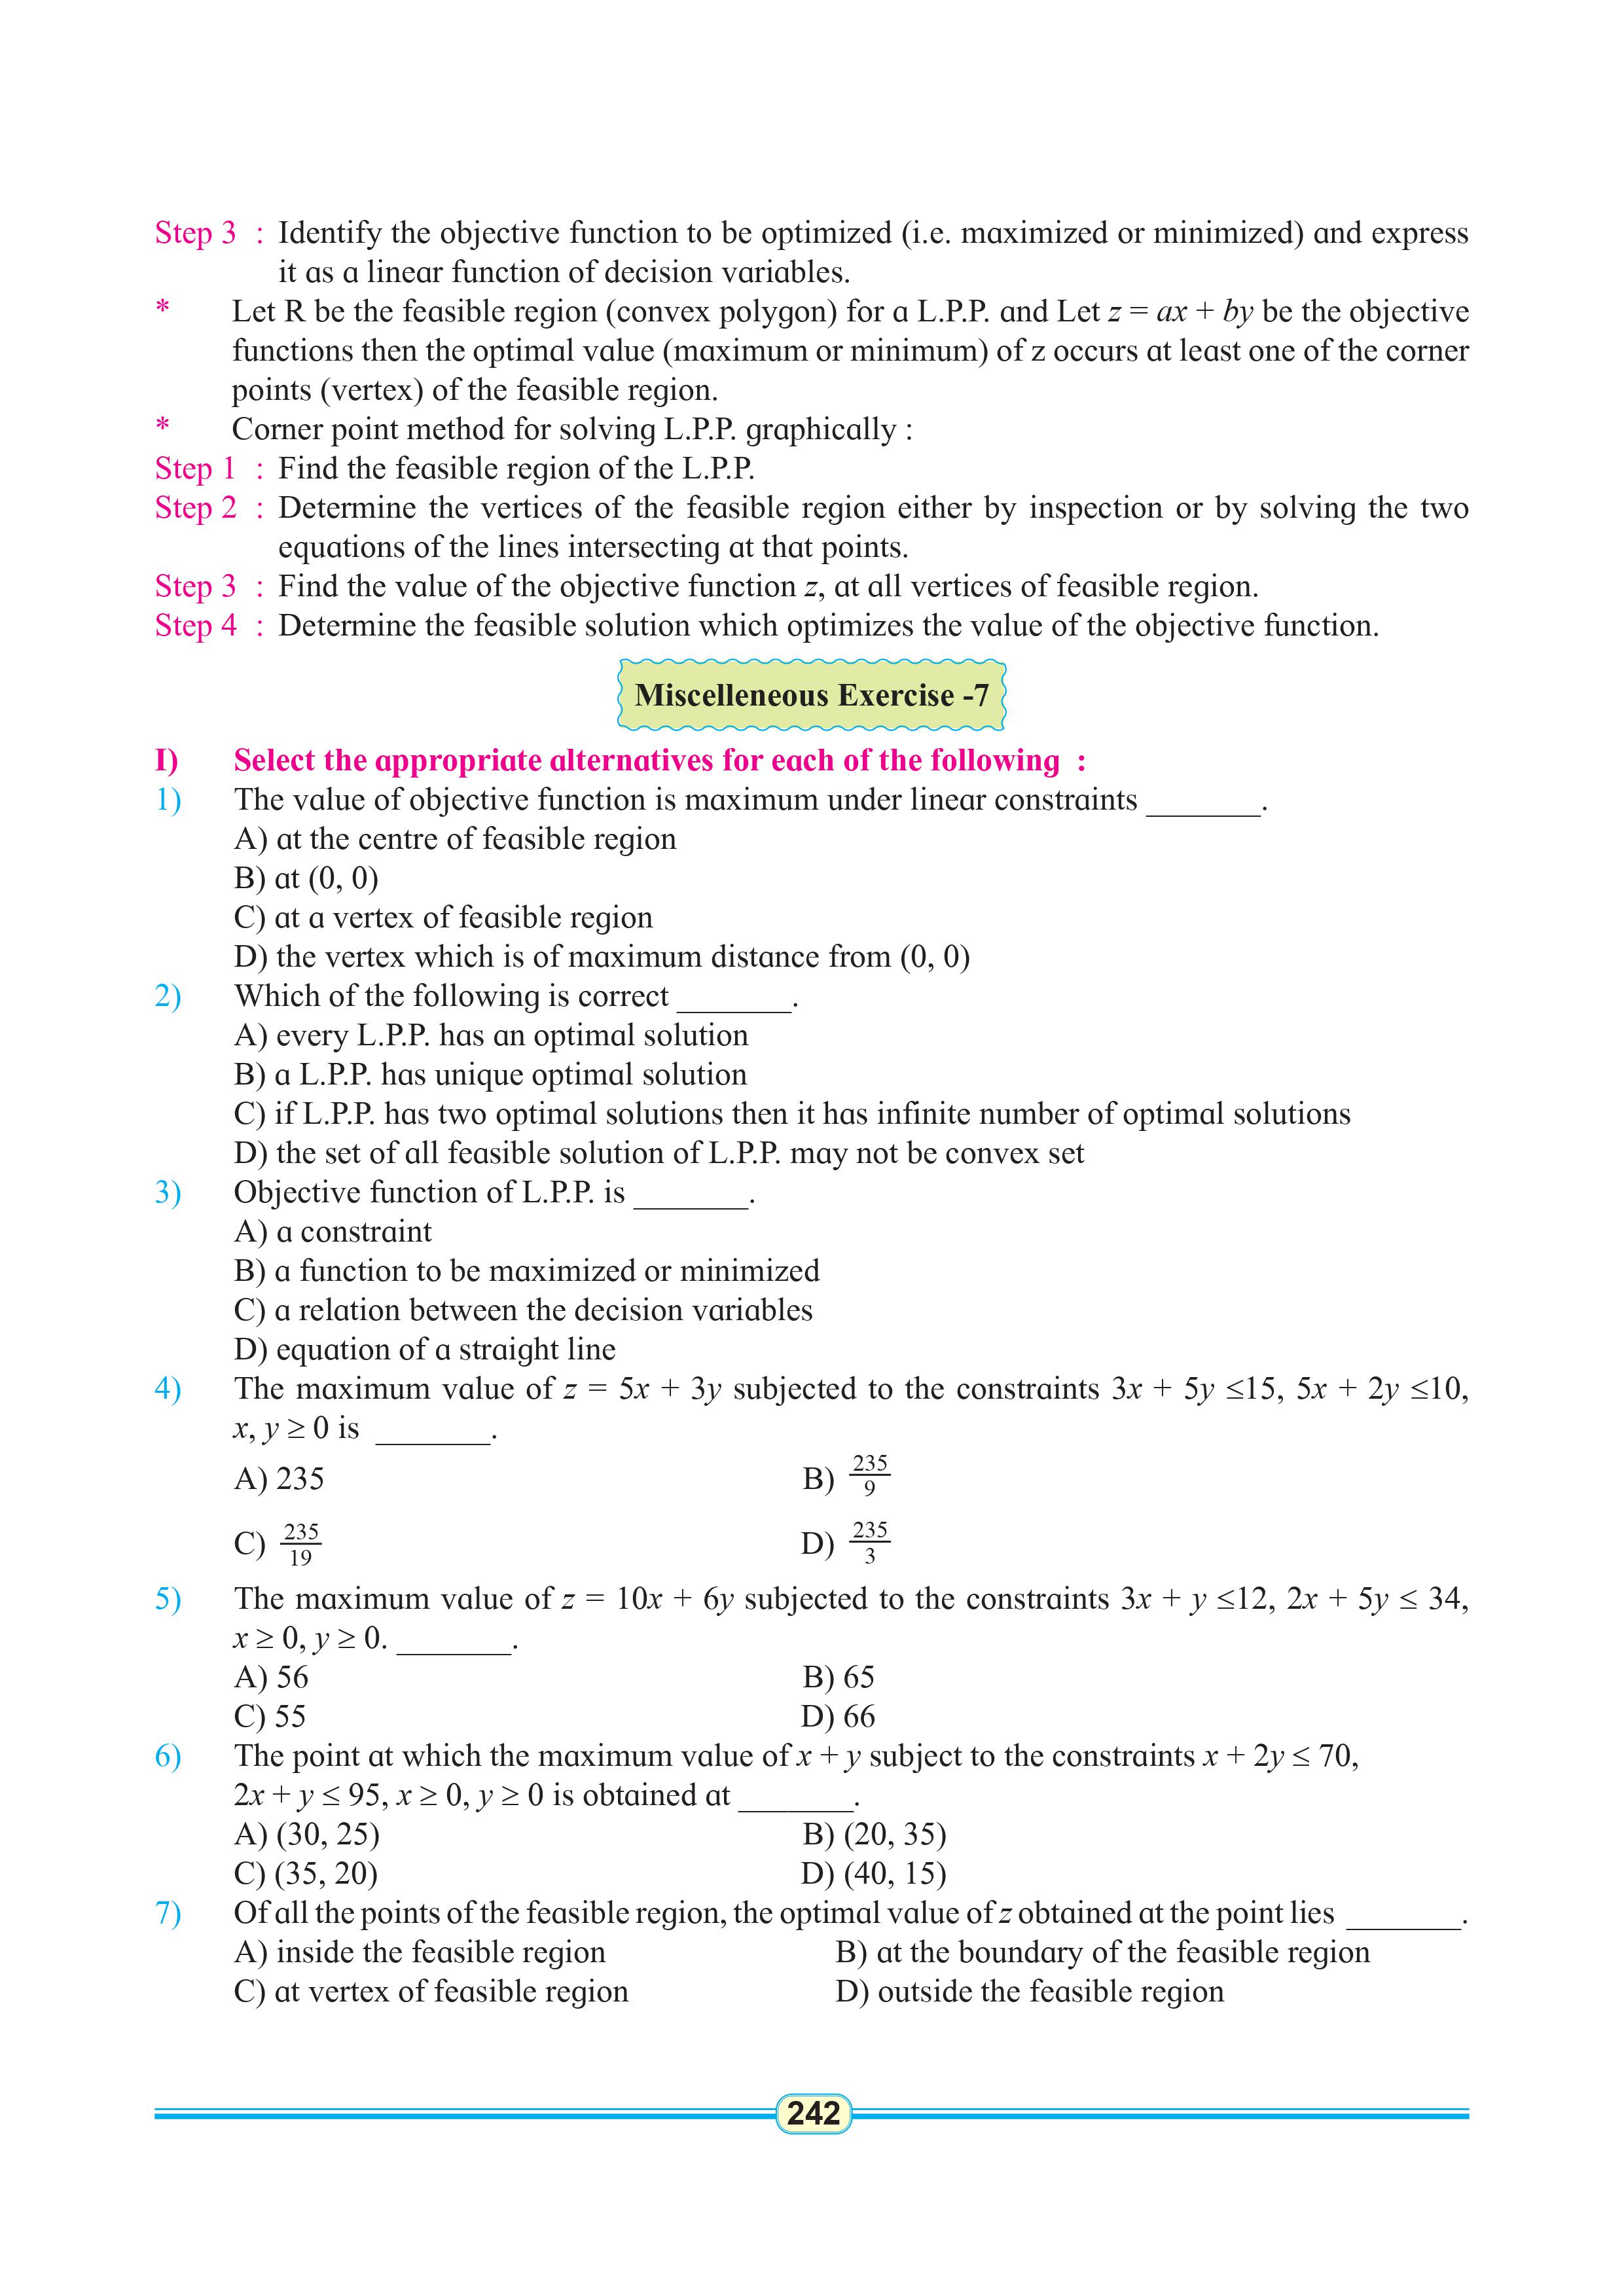 Step 3 : Identify the objective function to be optimized (i.e. maximized or minimized) and express
it as a linear function of decision variables.
* Let R be the feasible region (convex polygon) for a L.P.P. and Let z = ax + by be the objective
functions then the optimal value (maximum or minimum) of z occurs at least one of the corner
points (vertex) of the feasible region.
* Corner point method for solving L.P.P. graphically :
Step 1 : Find the feasible region of the L.P.P.
Step 2 : Determine the vertices of the feasible region either by inspection or by solving the two
equations of the lines intersecting at that points.
Step 3 : Find the value of the objective function z, at all vertices of feasible region.
Step 4 : Determine the feasible solution which optimizes the value of the objective function.
Miscelleneous Exercise -7
I) Select the appropriate alternatives for each of the following :
1) The value of objective function is maximum under linear constraints _______.
A) at the centre of feasible region
B) at (0, 0)
C) at a vertex of feasible region
D) the vertex which is of maximum distance from (0, 0)
2) Which of the following is correct _______.
A) every L.P.P. has an optimal solution
B) a L.P.P. has unique optimal solution
C) if L.P.P. has two optimal solutions then it has infinite number of optimal solutions
D) the set of all feasible solution of L.P.P. may not be convex set
3) Objective function of L.P.P. is _______.
A) a constraint
B) a function to be maximized or minimized
C) a relation between the decision variables
D) equation of a straight line
4) The maximum value of z = 5x + 3y subjected to the constraints 3x + 5y ≤15, 5x + 2y ≤10,
x, y ≥ 0 is _______.
A) 235 B) 235/9
C) 235/19 D) 235/3
5) The maximum value of z = 10x + 6y subjected to the constraints 3x + y ≤12, 2x + 5y ≤ 34,
x ≥ 0, y ≥ 0. _______.
A) 56 B) 65
C) 55 D) 66
6) The point at which the maximum value of x + y subject to the constraints x + 2y ≤ 70,
2x + y ≤ 95, x ≥ 0, y ≥ 0 is obtained at _______.
A) (30, 25) B) (20, 35)
C) (35, 20) D) (40, 15)
7) Of all the points of the feasible region, the optimal value of z obtained at the point lies _______.
A) inside the feasible region B) at the boundary of the feasible region
C) at vertex of feasible region D) outside the feasible region
242